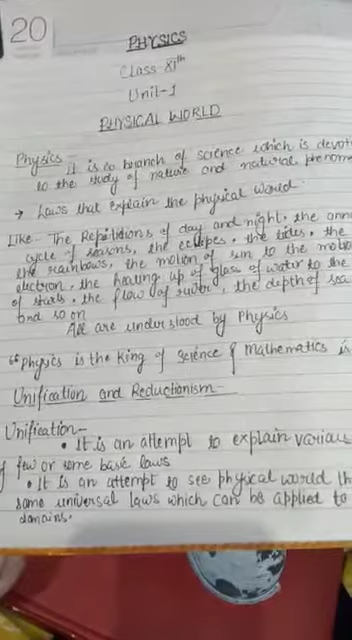 20
PHYSICS
Class-XIth
Unit-1
PHYSICAL WORLD
Physics It is a branch of science which is devot
to the study of nature and natural phenom
→ Laws that explain the physical world.
Like- The Repititions of day and night, the ann
cycle of seasons, the eclipes, the tides, the
the rainbows, the motion of sun to the motio
electron, the heating up of glass of water to the
of stars, the flow of river, the depth of sea
and so on
All are understood by Physics
"Physics is the King of Science & Mathematics is
Unification and Reductionism-
Unification-
• It is an attempt to explain various
few or some basic laws
• It is an attempt to see physical world th
some universal laws which can be applied to
domains.